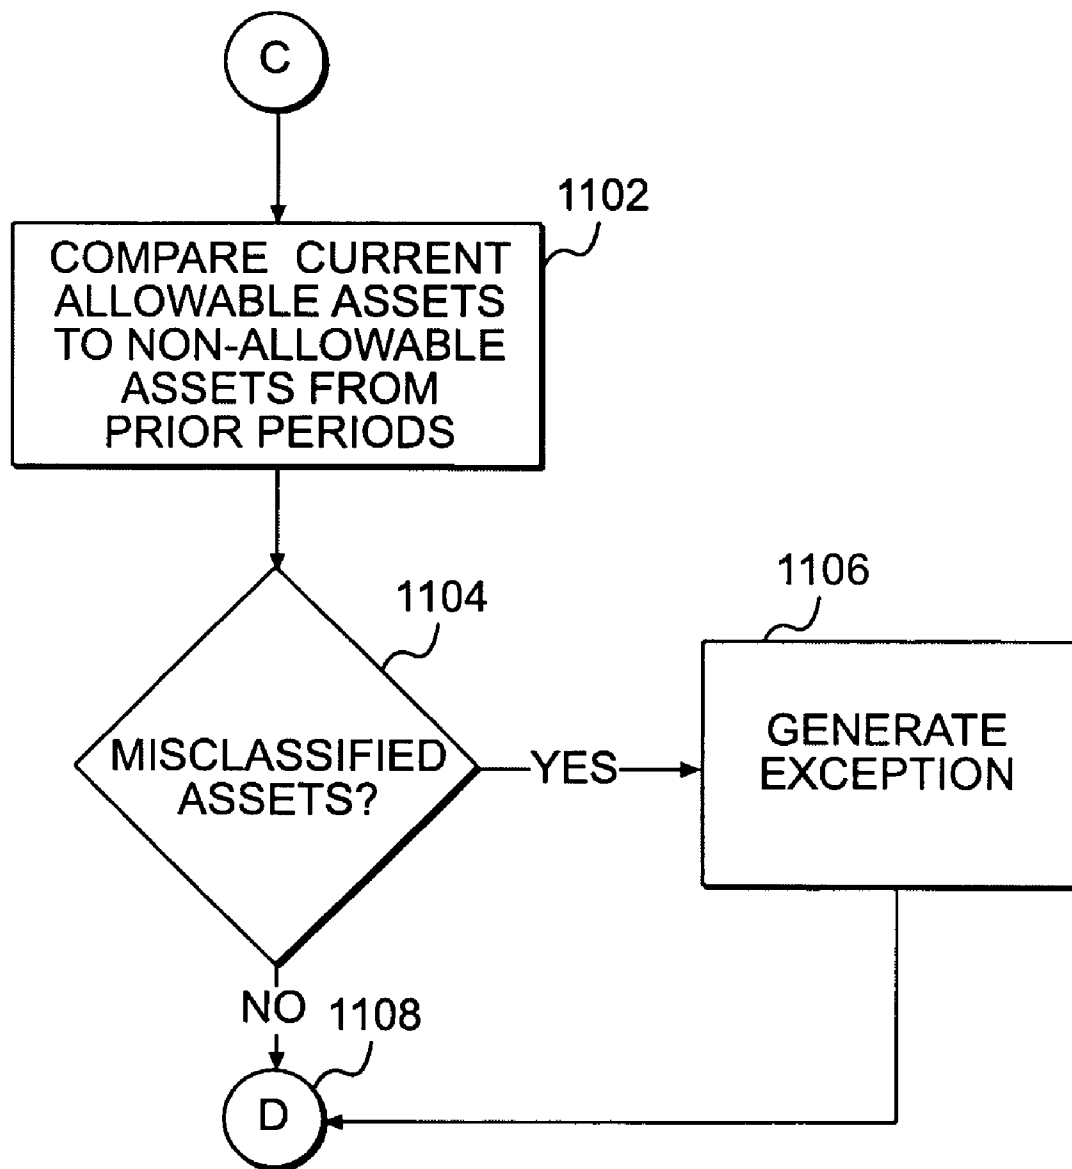 C
1102
COMPARE CURRENT
ALLOWABLE ASSETS
TO NON-ALLOWABLE
ASSETS FROM
PRIOR PERIODS
1104
MISCLASSIFIED
ASSETS?
YES
1106
GENERATE
EXCEPTION
NO
1108
D